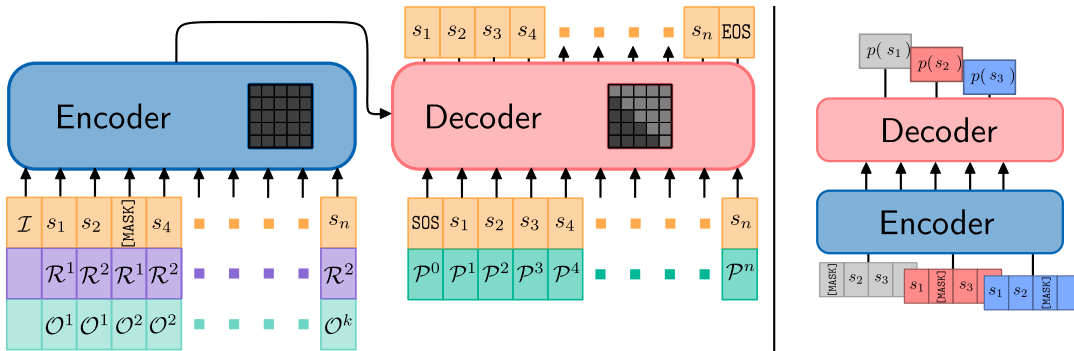 s₁ s₂ s₃ s₄ sₙ EOS
Encoder
Decoder
ℐ s₁ s₂ [MASK] s₄ sₙ
ℛ¹ ℛ² ℛ¹ ℛ² ℛ²
𝒪¹ 𝒪¹ 𝒪² 𝒪² 𝒪ᵏ
SOS s₁ s₂ s₃ s₄ sₙ
𝒫⁰ 𝒫¹ 𝒫² 𝒫³ 𝒫⁴ 𝒫ⁿ
p( s₁ )
p( s₂ )
p( s₃ )
Decoder
Encoder
[MASK] s₂ s₃
s₁ [MASK] s₃
s₁ s₂ [MASK]